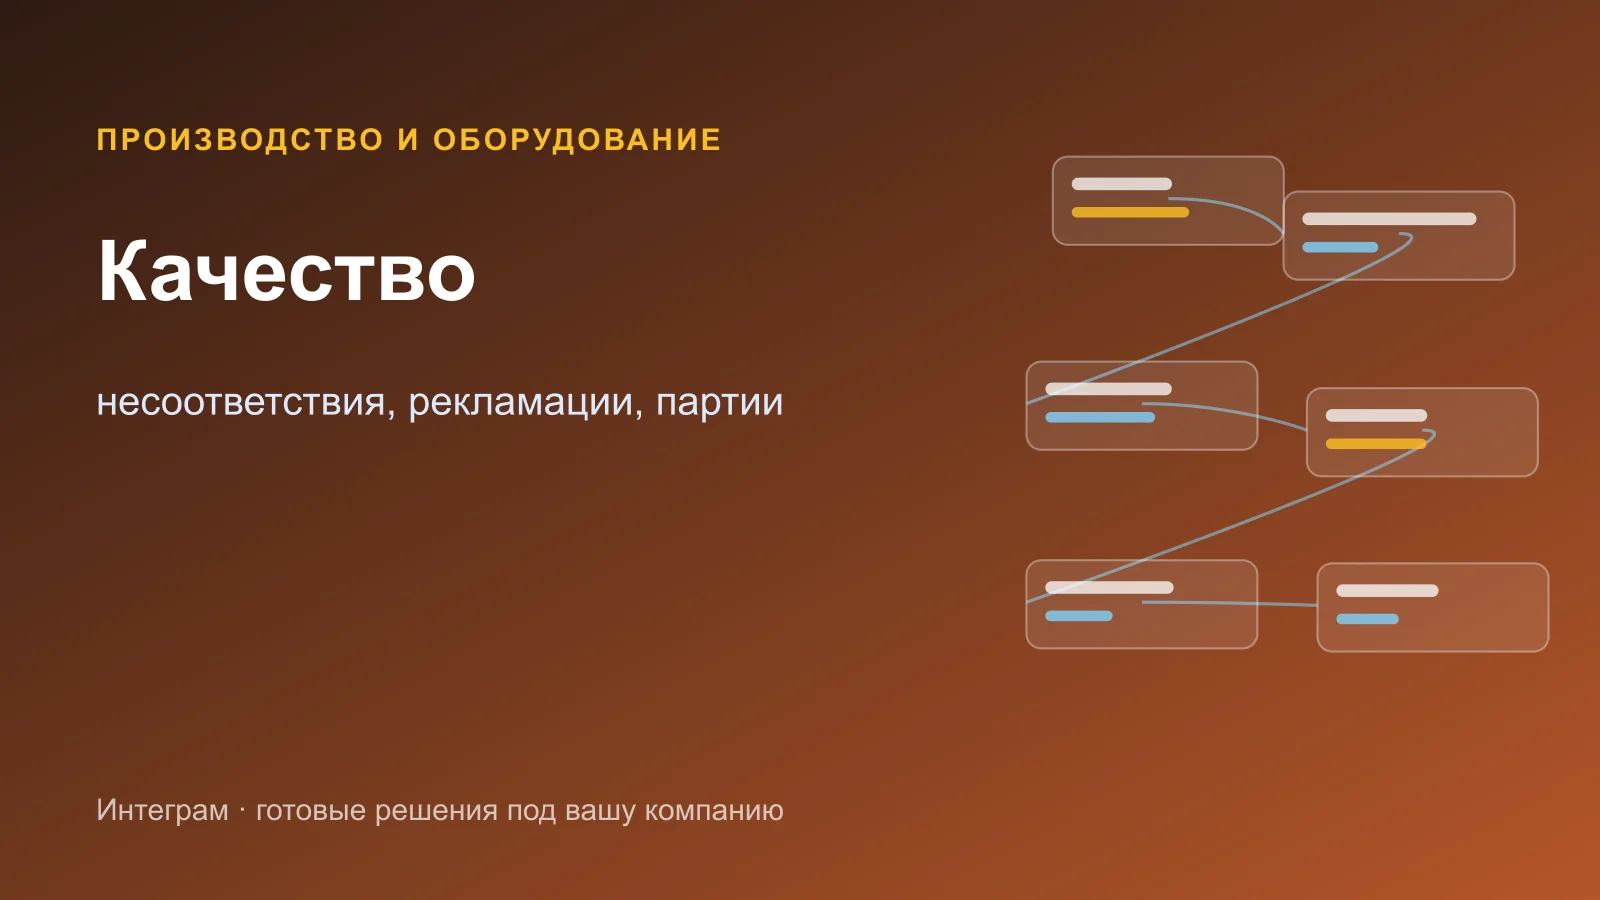 ПРОИЗВОДСТВО И ОБОРУДОВАНИЕ
Качество
несоответствия, рекламации, партии
Интеграм · готовые решения под вашу компанию